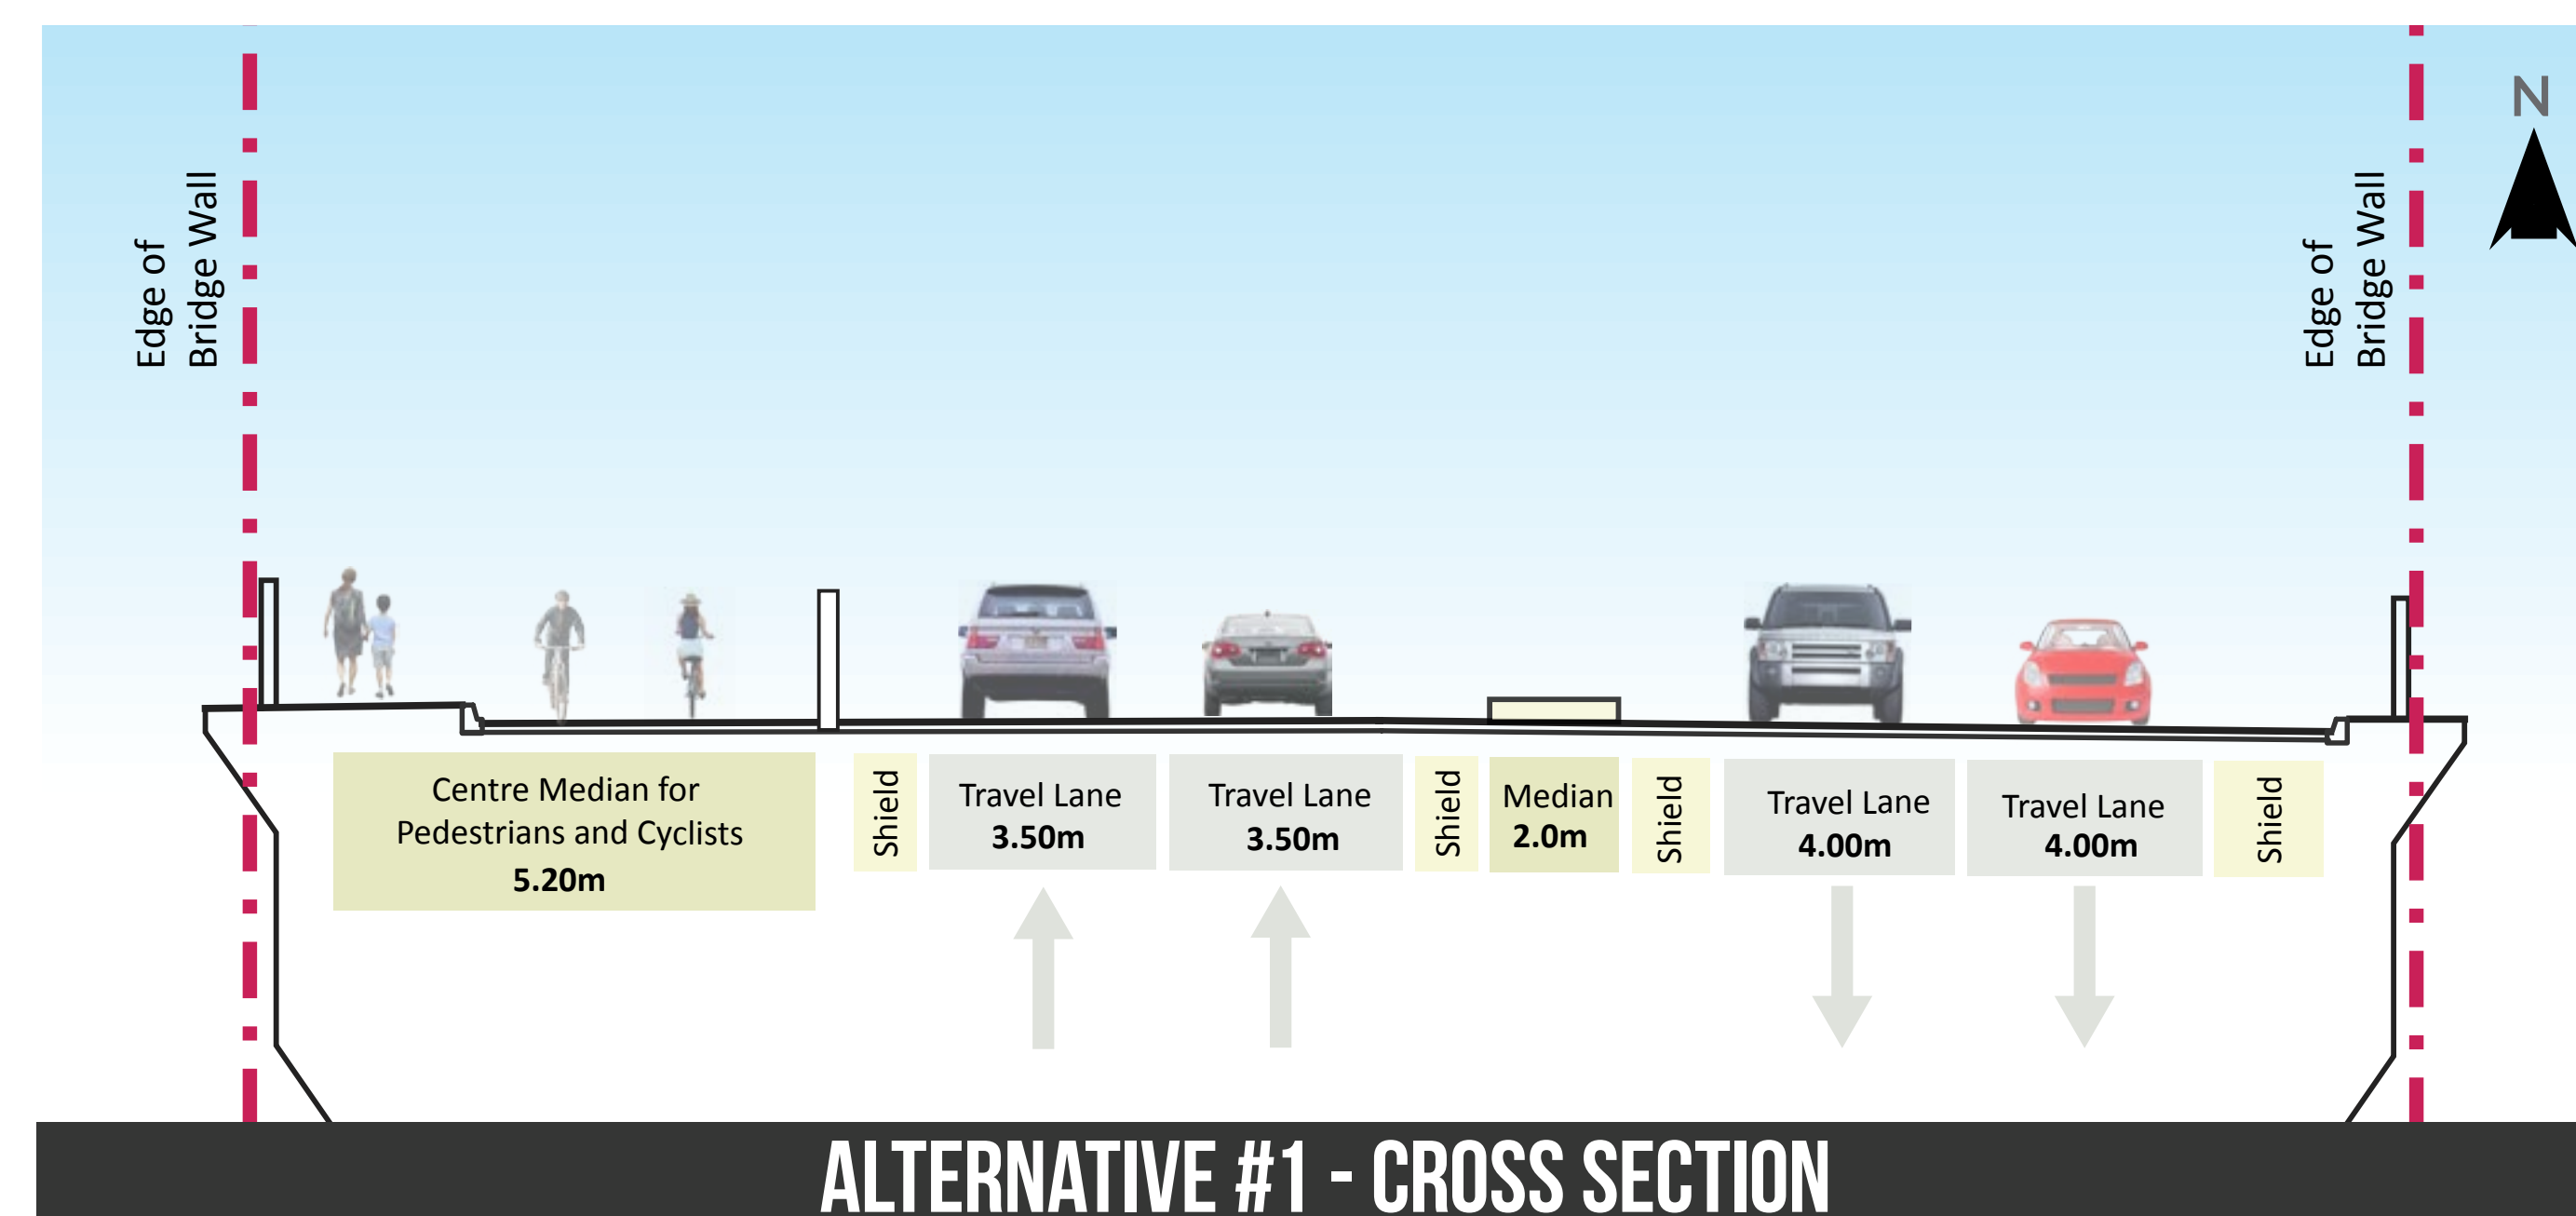 N
Edge of
Bridge Wall
Edge of
Bridge Wall
Centre Median for
Pedestrians and Cyclists
5.20m
Shield
Travel Lane
3.50m
Travel Lane
3.50m
Shield
Median
2.0m
Shield
Travel Lane
4.00m
Travel Lane
4.00m
Shield
ALTERNATIVE #1 - CROSS SECTION